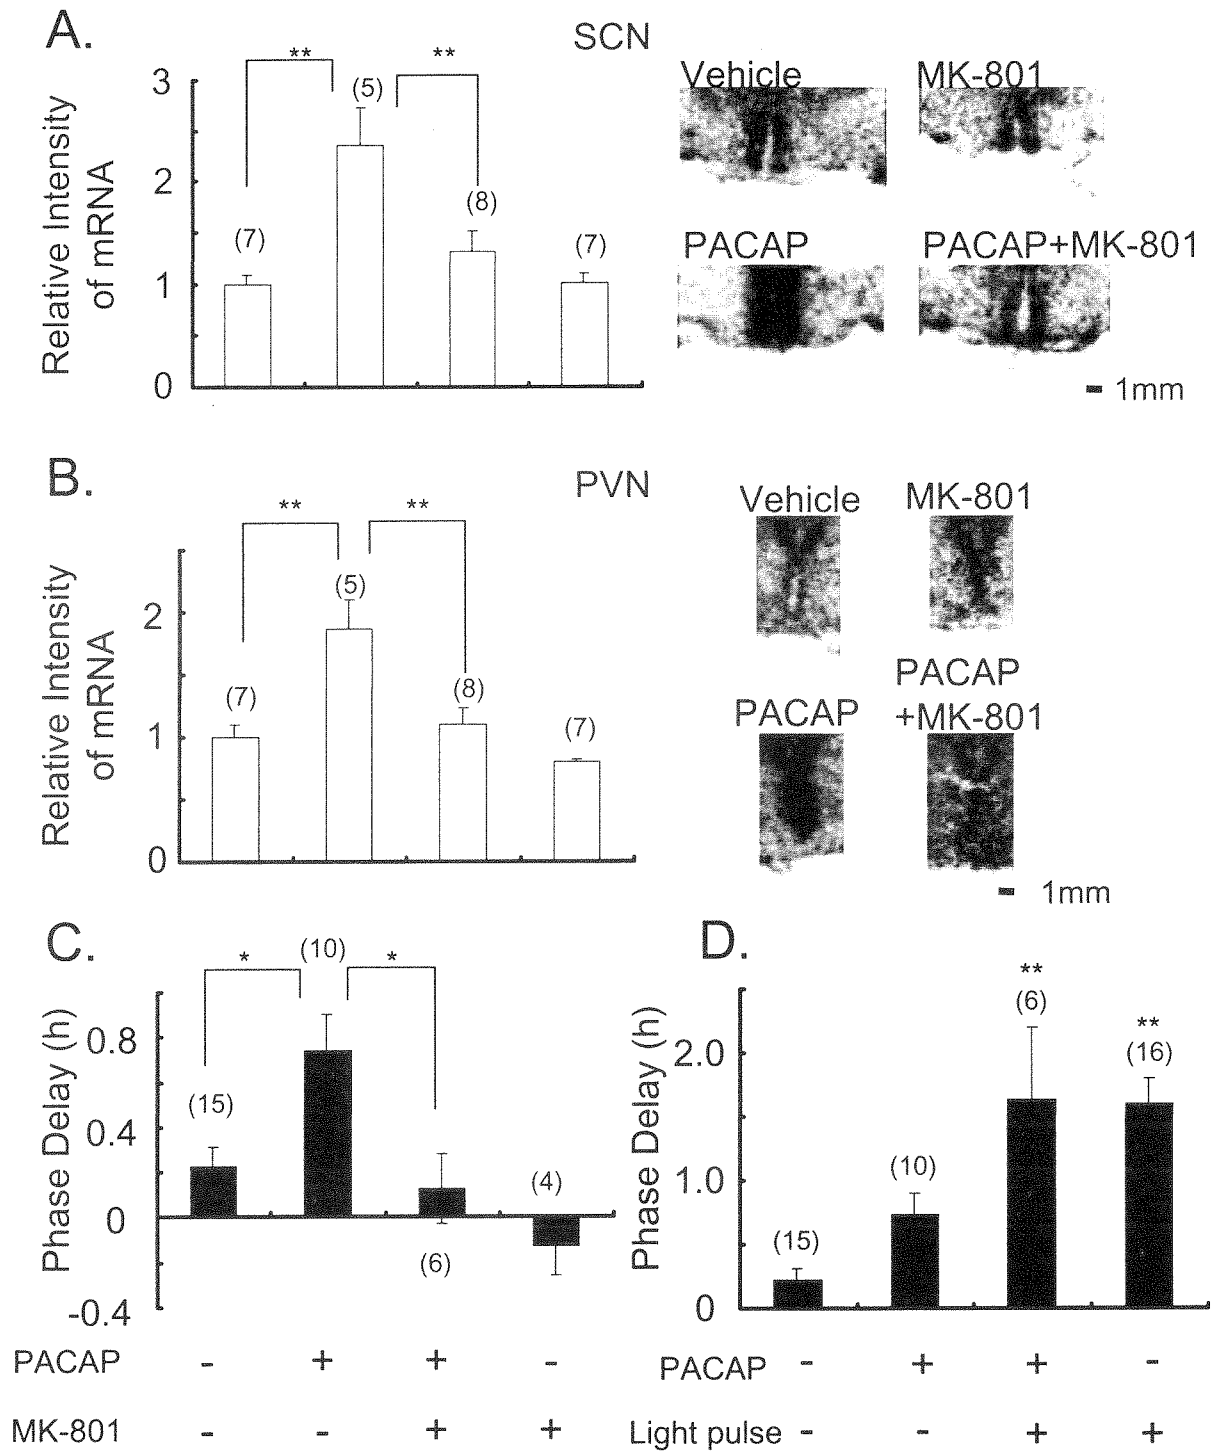 A.
SCN
** **
Vehicle MK-801
3
2
1
0
Relative Intensity
of mRNA
(7) (5) (8) (7)
PACAP PACAP+MK-801
1mm
B.
PVN
** **
Vehicle MK-801
2
1
0
Relative Intensity
of mRNA
(7) (5) (8) (7)
PACAP
PACAP
+MK-801
1mm
C.
* *
0.8
0.4
0
-0.4
Phase Delay (h)
(15) (10) (6) (4)
PACAP - + + -
MK-801 - - + +
D.
** **
2.0
1.0
0
Phase Delay (h)
(15) (10) (6) (16)
PACAP - + + -
Light pulse - - + +